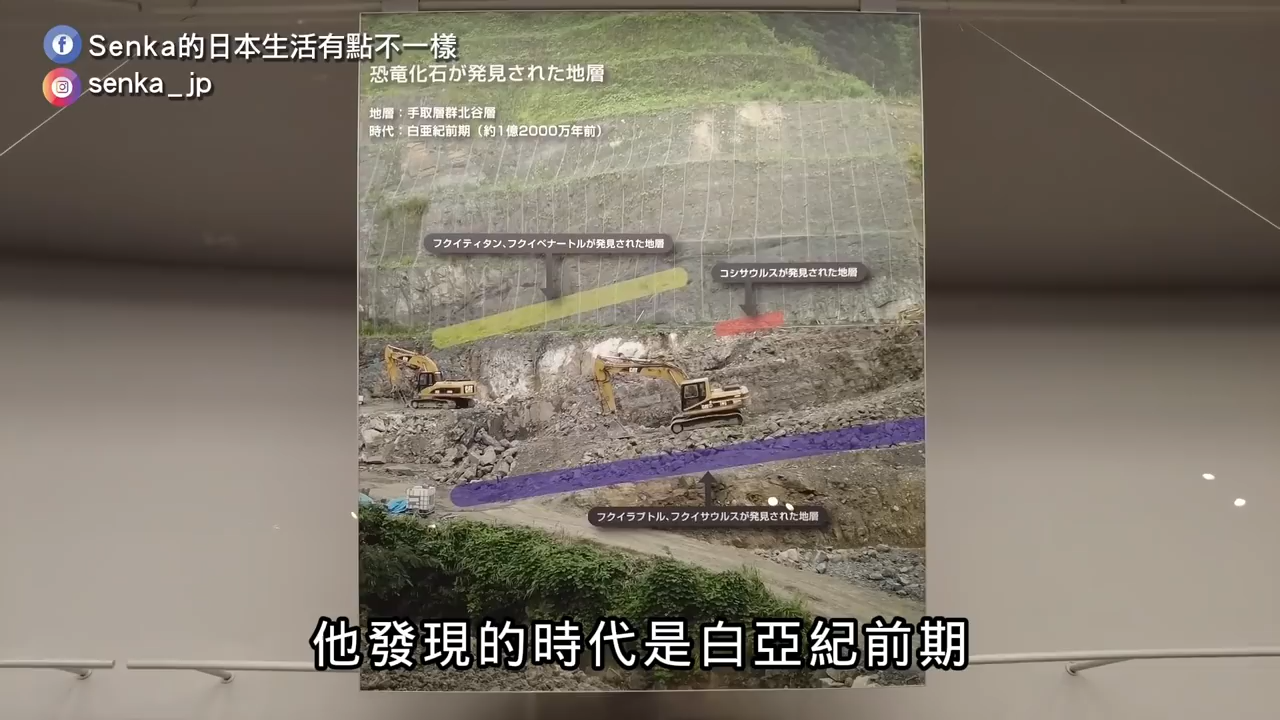 Senka的日本生活有點不一樣
senka_jp
恐竜化石が発見された地層
地層：手取層群北谷層
時代：白亜紀前期（約1億2000万年前）
フクイティタン、フクイベナートルが発見された地層
コシサウルスが発見された地層
フクイラプトル、フクイサウルスが発見された地層
他發現的時代是白亞紀前期